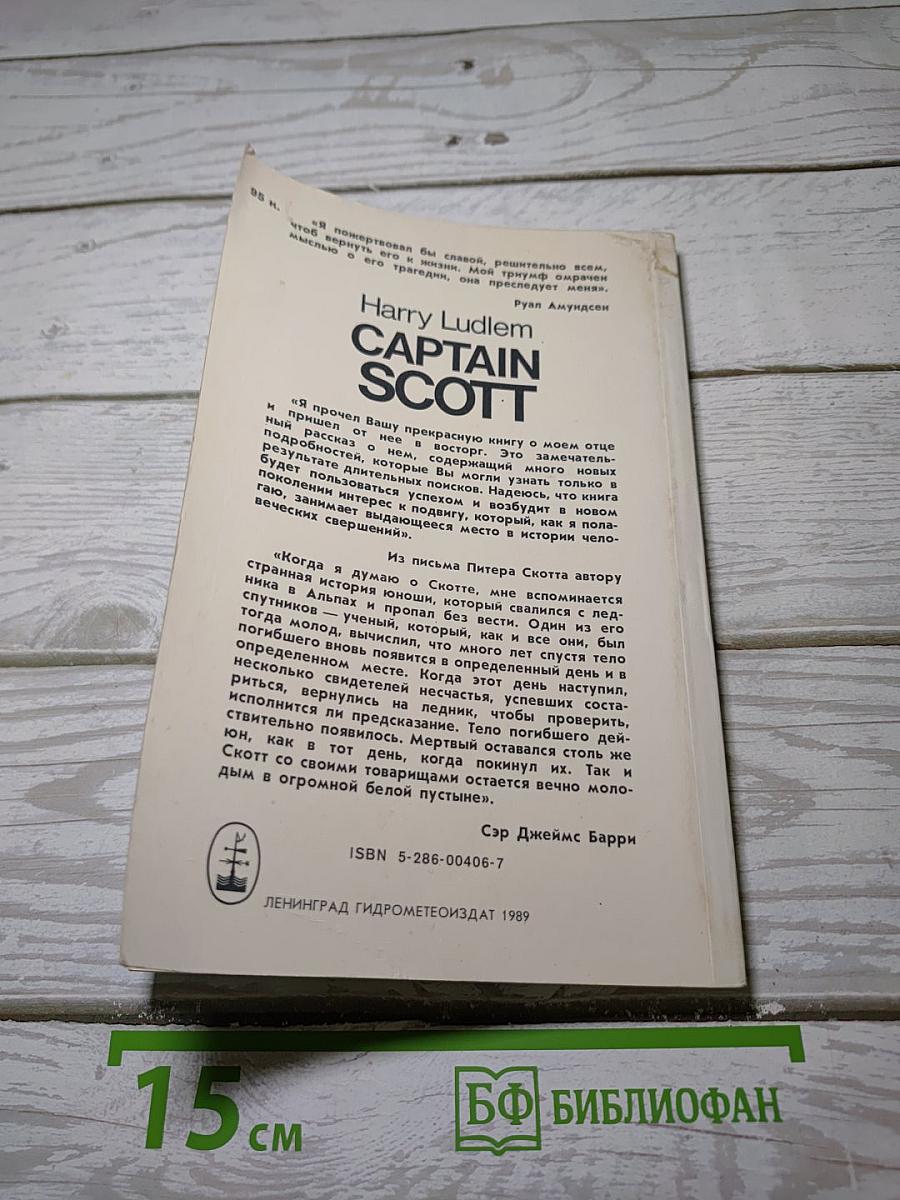 95 к.
«Я пожертвовал бы славой, решительно всем,
чтоб вернуть его к жизни. Мой триумф омрачен
мыслью о его трагедии, она преследует меня».
Руал Амундсен
Harry Ludlem
CAPTAIN
SCOTT
«Я прочел Вашу прекрасную книгу о моем отце
и пришел от нее в восторг. Это замечатель-
ный рассказ о нем, содержащий много новых
подробностей, которые Вы могли узнать только в
результате длительных поисков. Надеюсь, что книга
будет пользоваться успехом и возбудит в новом
поколении интерес к подвигу, который, как я пола-
гаю, занимает выдающееся место в истории чело-
веческих свершений».
Из письма Питера Скотта автору
«Когда я думаю о Скотте, мне вспоминается
странная история юноши, который свалился с лед-
ника в Альпах и пропал без вести. Один из его
спутников — ученый, который, как и все они, был
тогда молод, вычислил, что много лет спустя тело
погибшего вновь появится в определенный день и в
определенном месте. Когда этот день наступил,
несколько свидетелей несчастья, успевших соста-
риться, вернулись на ледник, чтобы проверить,
исполнится ли предсказание. Тело погибшего дей-
ствительно появилось. Мертвый оставался столь же
юн, как в тот день, когда покинул их. Так и
Скотт со своими товарищами остается вечно моло-
дым в огромной белой пустыне».
Сэр Джеймс Барри
ISBN 5-286-00406-7
ЛЕНИНГРАД ГИДРОМЕТЕОИЗДАТ 1989
15 см
БФ БИБЛИОФАН